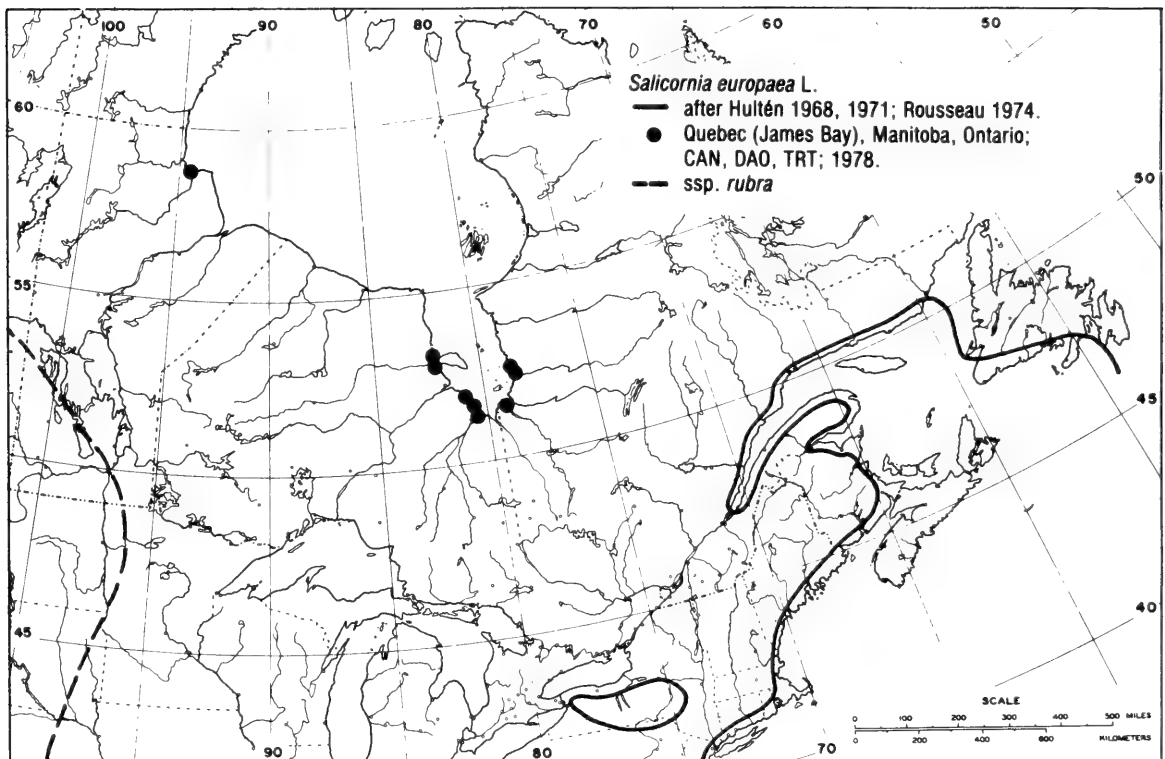 100 90 80 70 60 50
Salicornia europaea L.
after Hultén 1968, 1971; Rousseau 1974.
Quebec (James Bay), Manitoba, Ontario;
CAN, DAO, TRT; 1978.
ssp. rubra
60
50
55
45
40
45
SCALE
0 100 200 300 400 500 MILES
0 200 400 600 KILOMETERS
90 80 70